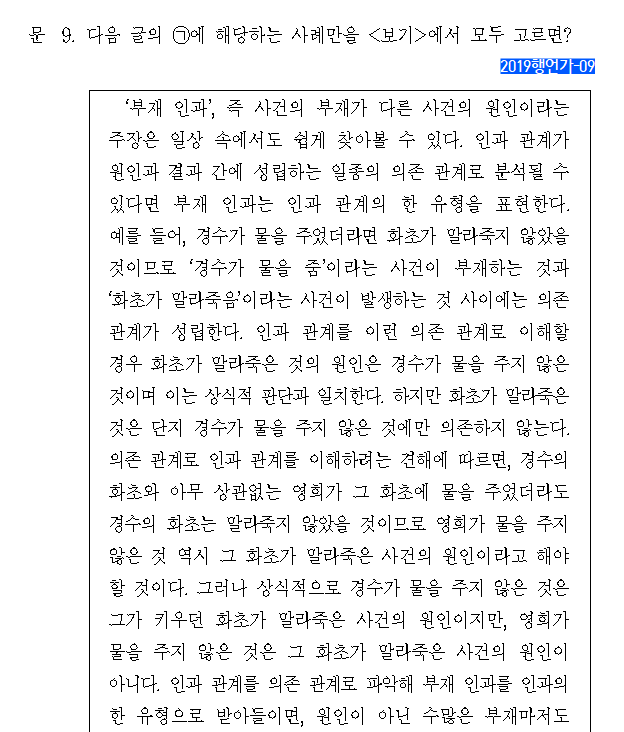 문 9. 다음 글의 ㉠에 해당하는 사례만을 <보기>에서 모두 고르면?
2019행언가-09
‘부재 인과’, 즉 사건의 부재가 다른 사건의 원인이라는
주장은 일상 속에서도 쉽게 찾아볼 수 있다. 인과 관계가
원인과 결과 간에 성립하는 일종의 의존 관계로 분석될 수
있다면 부재 인과는 인과 관계의 한 유형을 표현한다.
예를 들어, 경수가 물을 주었더라면 화초가 말라죽지 않았을
것이므로 ‘경수가 물을 줌’이라는 사건이 부재하는 것과
‘화초가 말라죽음’이라는 사건이 발생하는 것 사이에는 의존
관계가 성립한다. 인과 관계를 이런 의존 관계로 이해할
경우 화초가 말라죽은 것의 원인은 경수가 물을 주지 않은
것이며 이는 상식적 판단과 일치한다. 하지만 화초가 말라죽은
것은 단지 경수가 물을 주지 않은 것에만 의존하지 않는다.
의존 관계로 인과 관계를 이해하려는 견해에 따르면, 경수의
화초와 아무 상관없는 영희가 그 화초에 물을 주었더라도
경수의 화초는 말라죽지 않았을 것이므로 영희가 물을 주지
않은 것 역시 그 화초가 말라죽은 사건의 원인이라고 해야
할 것이다. 그러나 상식적으로 경수가 물을 주지 않은 것은
그가 키우던 화초가 말라죽은 사건의 원인이지만, 영희가
물을 주지 않은 것은 그 화초가 말라죽은 사건의 원인이
아니다. 인과 관계를 의존 관계로 파악해 부재 인과를 인과의
한 유형으로 받아들이면, 원인이 아닌 수많은 부재마저도